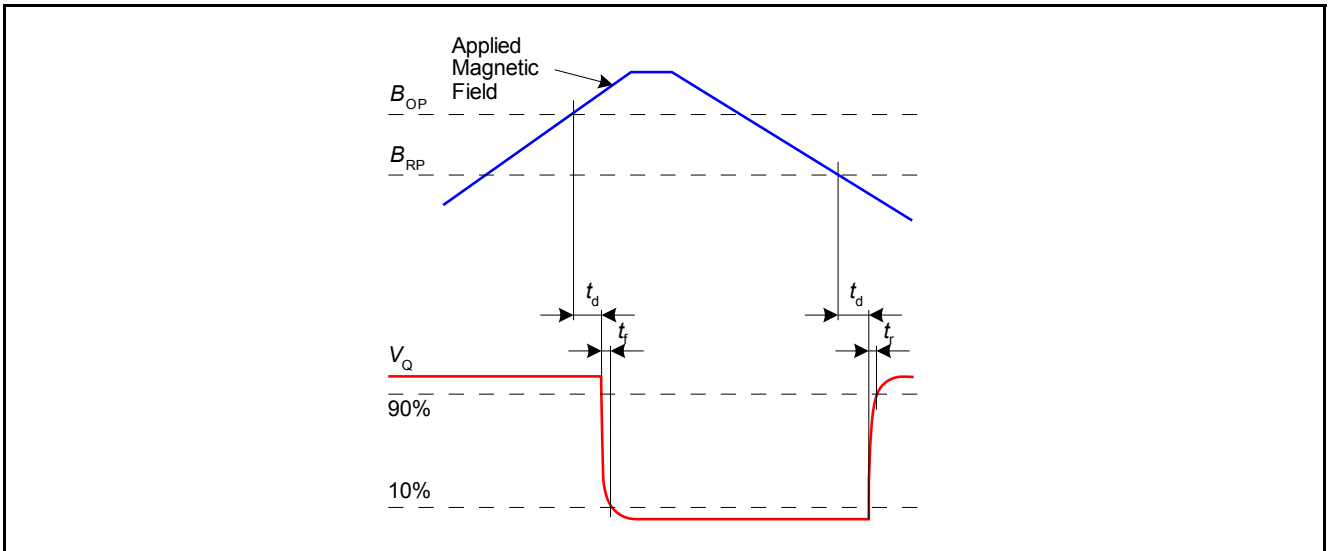 Applied
Magnetic
Field
B_OP
B_RP
t_d
t_d
t_f
t_r
V_Q
90%
10%